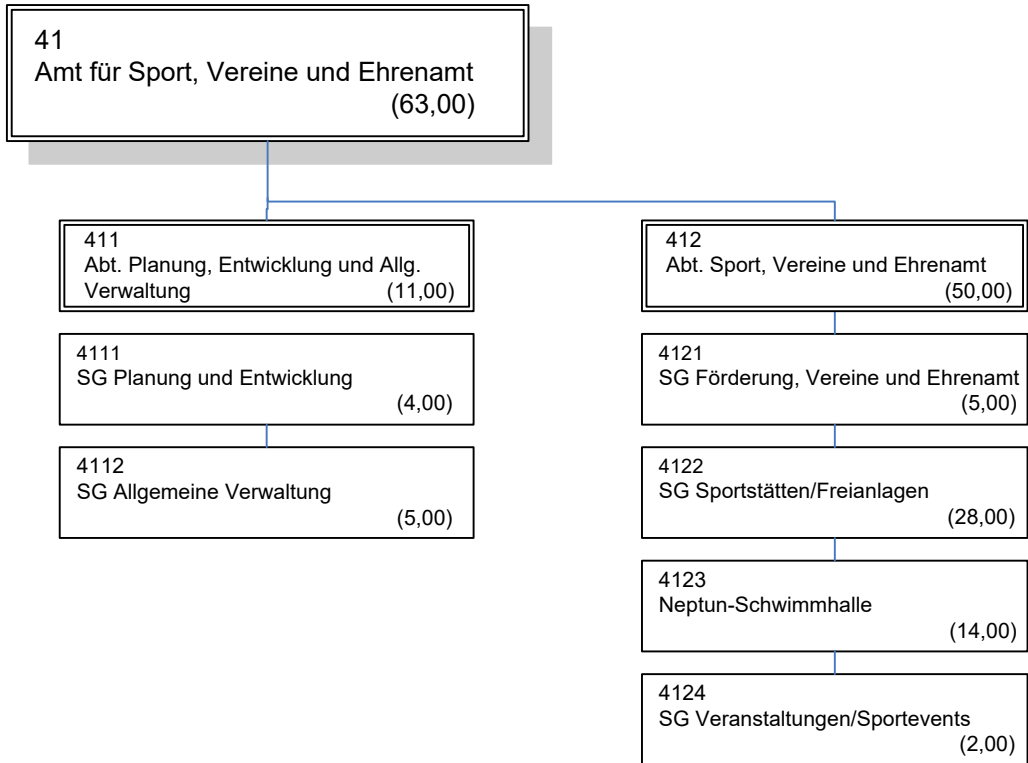 41
Amt für Sport, Vereine und Ehrenamt
(63,00)
411
Abt. Planung, Entwicklung und Allg.
Verwaltung (11,00)
4111
SG Planung und Entwicklung
(4,00)
4112
SG Allgemeine Verwaltung
(5,00)
412
Abt. Sport, Vereine und Ehrenamt
(50,00)
4121
SG Förderung, Vereine und Ehrenamt
(5,00)
4122
SG Sportstätten/Freianlagen
(28,00)
4123
Neptun-Schwimmhalle
(14,00)
4124
SG Veranstaltungen/Sportevents
(2,00)